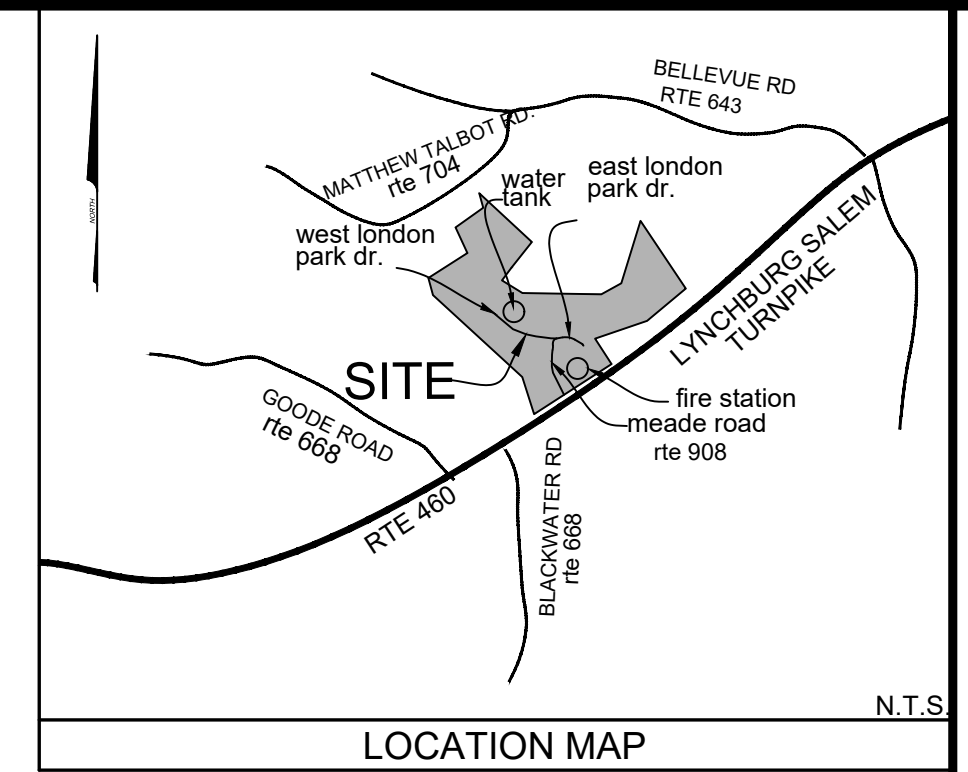 BELLEVUE RD
RTE 643
MATTHEW TALBOT RD.
rte 704
water
tank
east london
park dr.
NORTH
west london
park dr.
LYNCHBURG SALEM
TURNPIKE
SITE
GOODE ROAD
rte 668
fire station
meade road
rte 908
RTE 460
BLACKWATER RD
rte 668
N.T.S.
LOCATION MAP